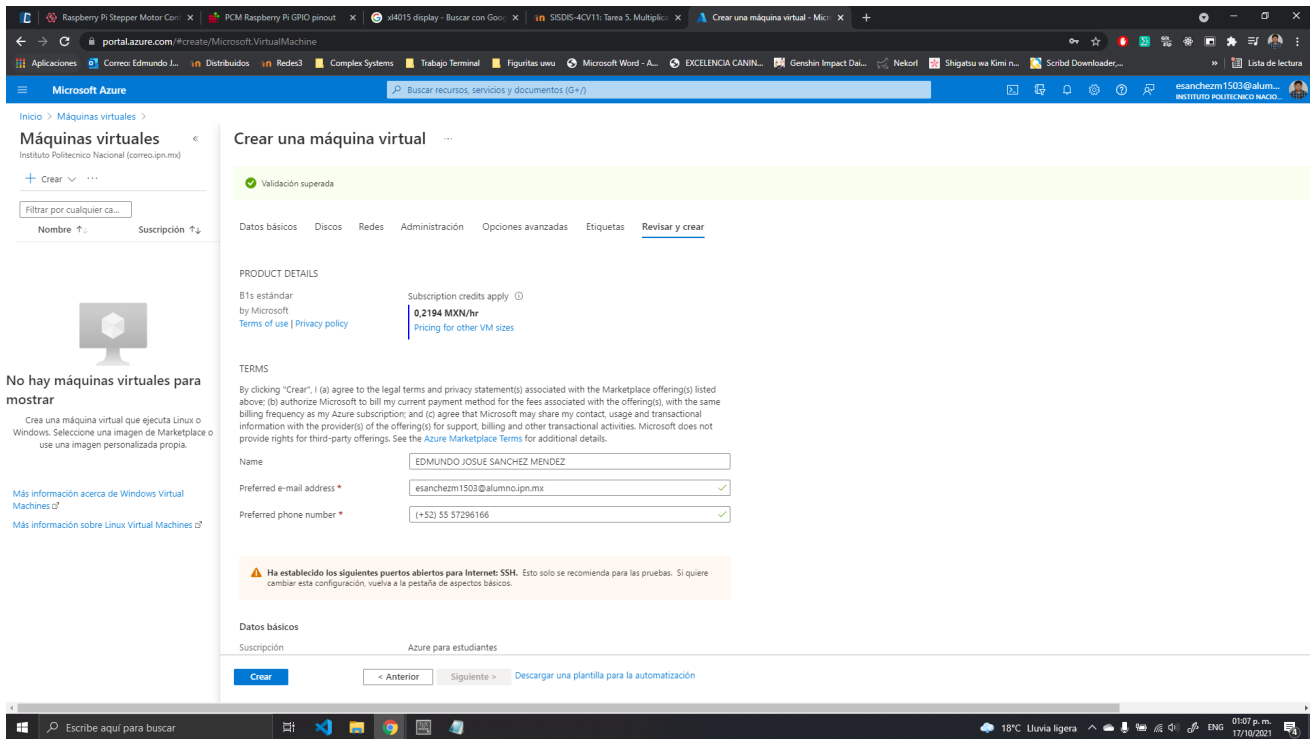 Raspberry Pi Stepper Motor Cont
PCM Raspberry Pi GPIO pinout
xl4015 display - Buscar con Goog
SISDIS-4CV11: Tarea 5. Multiplica
Crear una máquina virtual - Micro
portal.azure.com/#create/Microsoft.VirtualMachine
Aplicaciones
Correo: Edmundo J...
Distribuidos
Redes3
Complex Systems
Trabajo Terminal
Figuritas uwu
Microsoft Word - A...
EXCELENCIA CANIN...
Genshin Impact Dai...
Nekorl
Shigatsu wa Kimi n...
Scribd Downloader,...
»
Lista de lectura
Microsoft Azure
Buscar recursos, servicios y documentos (G+/)
esanchezm1503@alum...
INSTITUTO POLITECNICO NACIO...
Inicio > Máquinas virtuales >
Máquinas virtuales
«
Instituto Politecnico Nacional (correo.ipn.mx)
+ Crear ...
Filtrar por cualquier ca...
Nombre ↑↓ Suscripción ↑↓
No hay máquinas virtuales para
mostrar
Crea una máquina virtual que ejecuta Linux o
Windows. Seleccione una imagen de Marketplace o
use una imagen personalizada propia.
Más información acerca de Windows Virtual
Machines
Más información sobre Linux Virtual Machines
Crear una máquina virtual ...
Validación superada
Datos básicos Discos Redes Administración Opciones avanzadas Etiquetas Revisar y crear
PRODUCT DETAILS
B1s estándar
by Microsoft
Terms of use | Privacy policy
Subscription credits apply
0,2194 MXN/hr
Pricing for other VM sizes
TERMS
By clicking "Crear", I (a) agree to the legal terms and privacy statement(s) associated with the Marketplace offering(s) listed
above; (b) authorize Microsoft to bill my current payment method for the fees associated with the offering(s), with the same
billing frequency as my Azure subscription; and (c) agree that Microsoft may share my contact, usage and transactional
information with the provider(s) of the offering(s) for support, billing and other transactional activities. Microsoft does not
provide rights for third-party offerings. See the Azure Marketplace Terms for additional details.
Name EDMUNDO JOSUE SANCHEZ MENDEZ
Preferred e-mail address * esanchezm1503@alumno.ipn.mx
Preferred phone number * (+52) 55 57296166
Ha establecido los siguientes puertos abiertos para Internet: SSH. Esto solo se recomienda para las pruebas. Si quiere
cambiar esta configuración, vuelva a la pestaña de aspectos básicos.
Datos básicos
Suscripción Azure para estudiantes
Crear
< Anterior
Siguiente >
Descargar una plantilla para la automatización
Escribe aquí para buscar
18°C Lluvia ligera
ENG
01:07 p. m.
17/10/2021